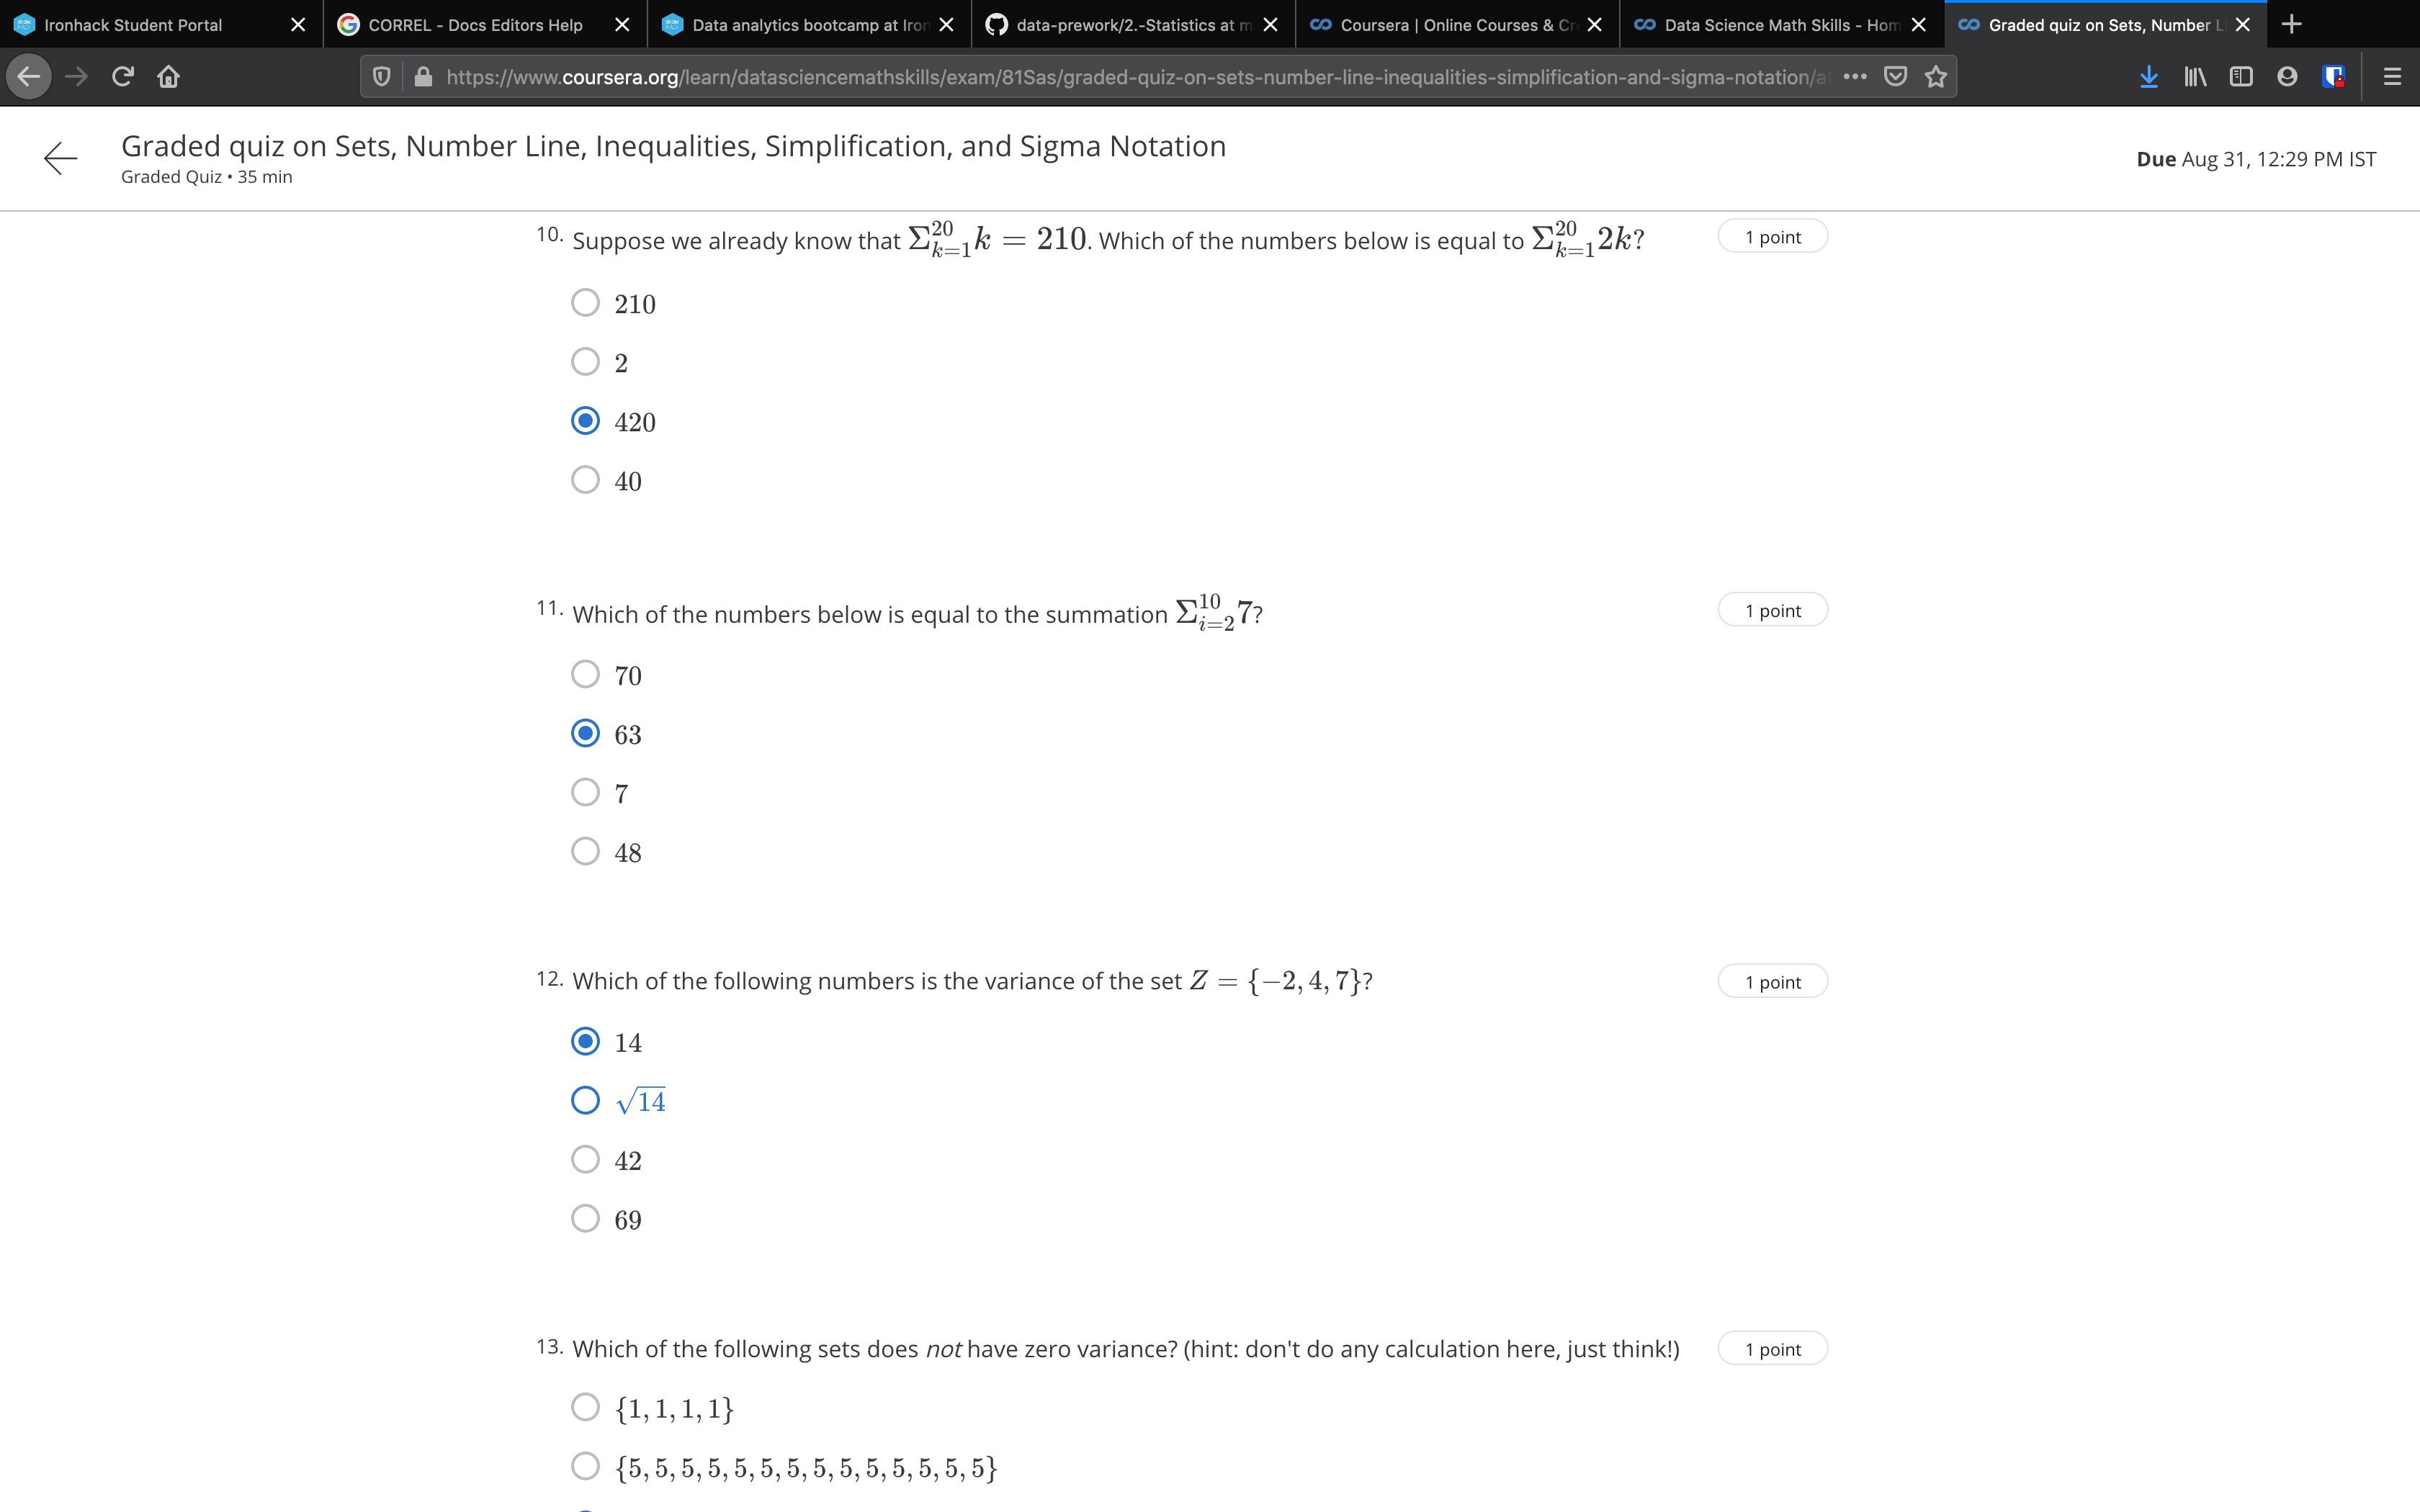 Ironhack Student Portal
CORREL - Docs Editors Help
Data analytics bootcamp at Iron
data-prework/2.-Statistics at m
Coursera | Online Courses & Cr
Data Science Math Skills - Hom
Graded quiz on Sets, Number L
https://www.coursera.org/learn/datasciencemathskills/exam/81Sas/graded-quiz-on-sets-number-line-inequalities-simplification-and-sigma-notation/at
Graded quiz on Sets, Number Line, Inequalities, Simplification, and Sigma Notation
Graded Quiz • 35 min
Due Aug 31, 12:29 PM IST
10. Suppose we already know that Σ_{k=1}^{20} k = 210. Which of the numbers below is equal to Σ_{k=1}^{20} 2k?
1 point
210
2
420
40
11. Which of the numbers below is equal to the summation Σ_{i=2}^{10} 7?
1 point
70
63
7
48
12. Which of the following numbers is the variance of the set Z = {−2, 4, 7}?
1 point
14
√14
42
69
13. Which of the following sets does not have zero variance? (hint: don't do any calculation here, just think!)
1 point
{1, 1, 1, 1}
{5, 5, 5, 5, 5, 5, 5, 5, 5, 5, 5, 5, 5, 5}